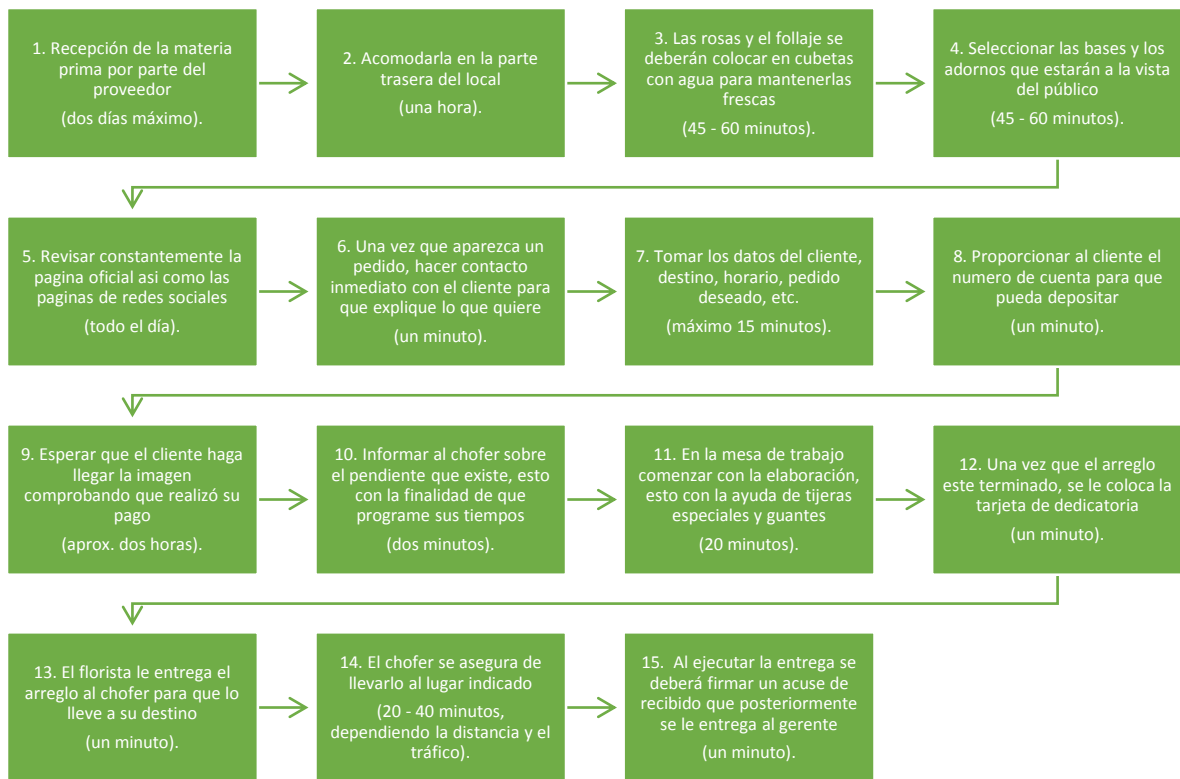 1. Recepción de la materia
prima por parte del
proveedor
(dos días máximo).
2. Acomodarla en la parte
trasera del local
(una hora).
3. Las rosas y el follaje se
deberán colocar en cubetas
con agua para mantenerlas
frescas
(45 - 60 minutos).
4. Seleccionar las bases y los
adornos que estarán a la vista
del público
(45 - 60 minutos).
5. Revisar constantemente la
pagina oficial asi como las
paginas de redes sociales
(todo el día).
6. Una vez que aparezca un
pedido, hacer contacto
inmediato con el cliente para
que explique lo que quiere
(un minuto).
7. Tomar los datos del cliente,
destino, horario, pedido
deseado, etc.
(máximo 15 minutos).
8. Proporcionar al cliente el
numero de cuenta para que
pueda depositar
(un minuto).
9. Esperar que el cliente haga
llegar la imagen
comprobando que realizó su
pago
(aprox. dos horas).
10. Informar al chofer sobre
el pendiente que existe, esto
con la finalidad de que
programe sus tiempos
(dos minutos).
11. En la mesa de trabajo
comenzar con la elaboración,
esto con la ayuda de tijeras
especiales y guantes
(20 minutos).
12. Una vez que el arreglo
este terminado, se le coloca la
tarjeta de dedicatoria
(un minuto).
13. El florista le entrega el
arreglo al chofer para que lo
lleve a su destino
(un minuto).
14. El chofer se asegura de
llevarlo al lugar indicado
(20 - 40 minutos,
dependiendo la distancia y el
tráfico).
15. Al ejecutar la entrega se
deberá firmar un acuse de
recibido que posteriormente
se le entrega al gerente
(un minuto).